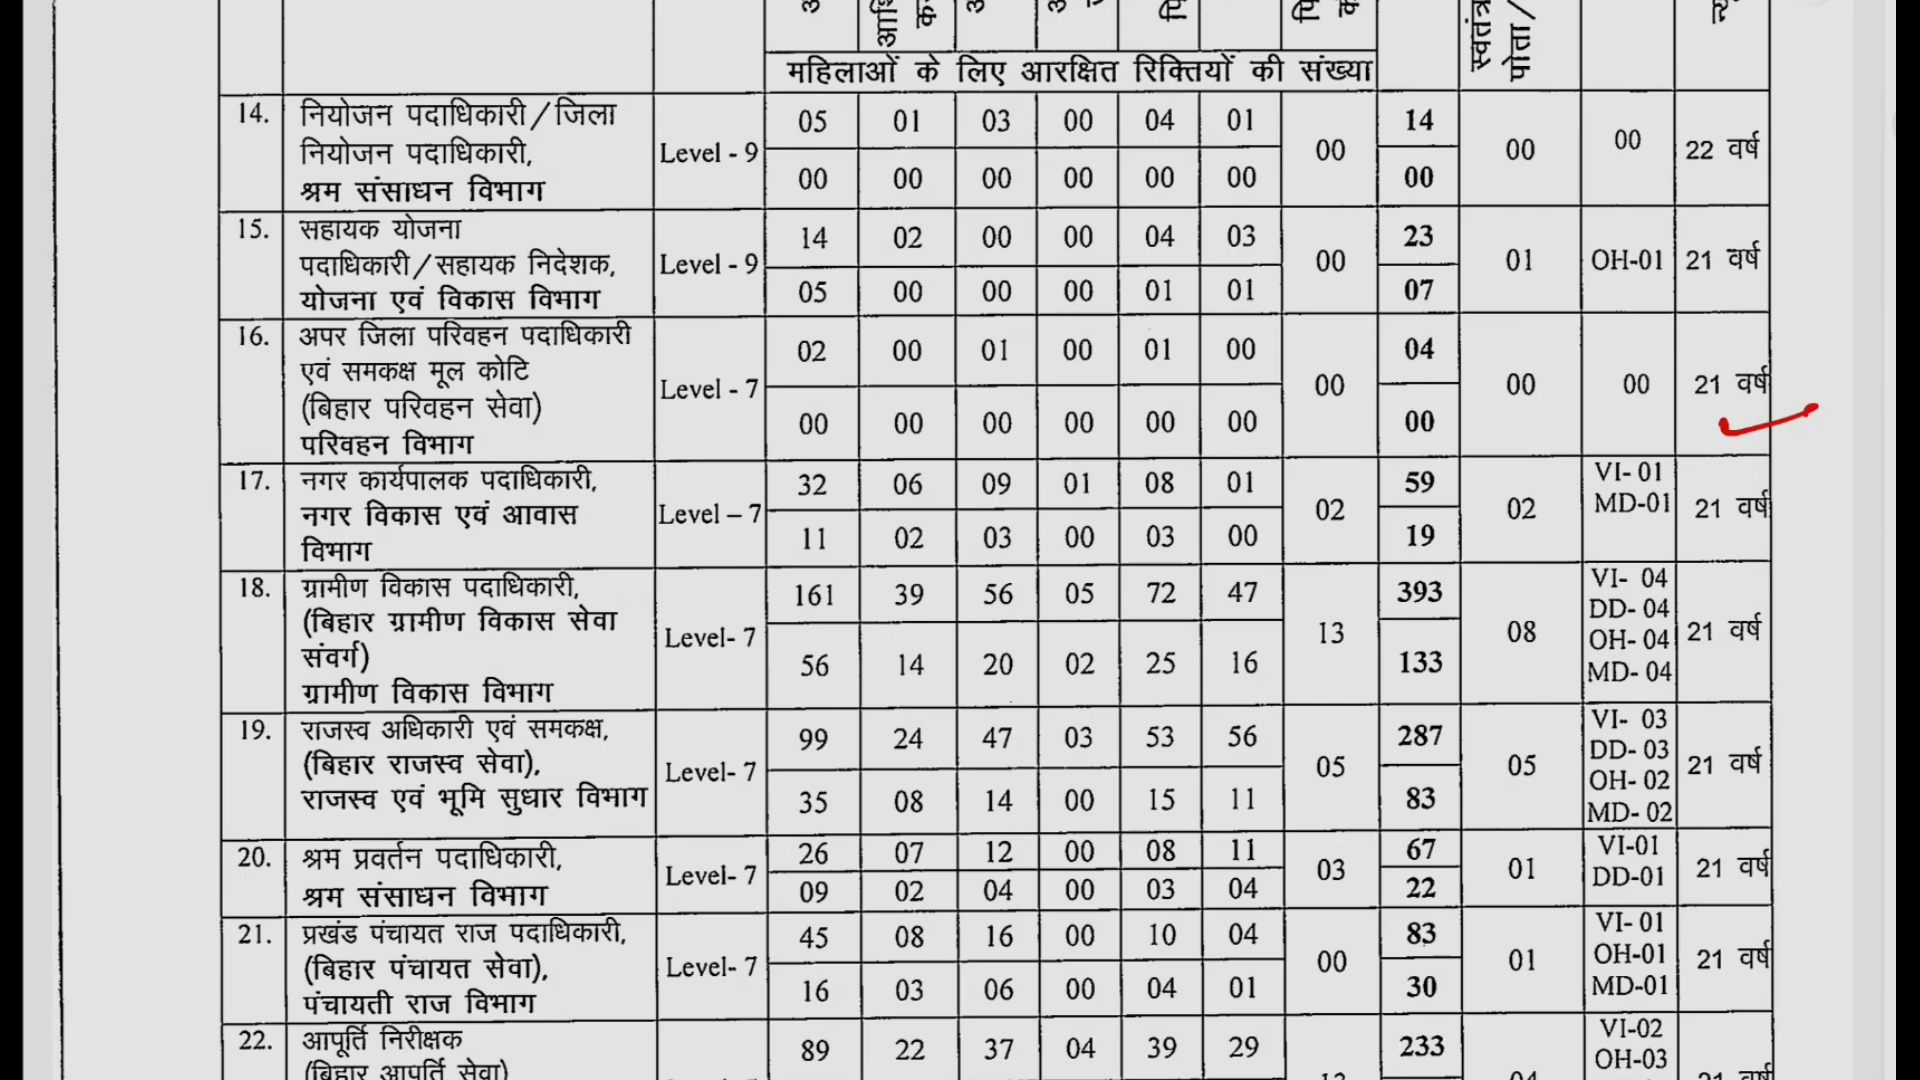 स्वतंत्र
पोता/
महिलाओं के लिए आरक्षित रिक्तियों की संख्या
14. नियोजन पदाधिकारी/जिला
नियोजन पदाधिकारी,
श्रम संसाधन विभाग
Level - 9
05 01 03 00 04 01 00 14 00 00 22 वर्ष
00 00 00 00 00 00 00
15. सहायक योजना
पदाधिकारी/सहायक निदेशक,
योजना एवं विकास विभाग
Level - 9
14 02 00 00 04 03 00 23 01 OH-01 21 वर्ष
05 00 00 00 01 01 07
16. अपर जिला परिवहन पदाधिकारी
एवं समकक्ष मूल कोटि
(बिहार परिवहन सेवा)
परिवहन विभाग
Level - 7
02 00 01 00 01 00 00 04 00 00 21 वर्ष
00 00 00 00 00 00 00
17. नगर कार्यपालक पदाधिकारी,
नगर विकास एवं आवास
विभाग
Level – 7
32 06 09 01 08 01 02 59 02 VI- 01
MD-01 21 वर्ष
11 02 03 00 03 00 19
18. ग्रामीण विकास पदाधिकारी,
(बिहार ग्रामीण विकास सेवा
संवर्ग)
ग्रामीण विकास विभाग
Level- 7
161 39 56 05 72 47 13 393 08 VI- 04
DD- 04
OH- 04
MD- 04 21 वर्ष
56 14 20 02 25 16 133
19. राजस्व अधिकारी एवं समकक्ष,
(बिहार राजस्व सेवा),
राजस्व एवं भूमि सुधार विभाग
Level- 7
99 24 47 03 53 56 05 287 05 VI- 03
DD- 03
OH- 02
MD- 02 21 वर्ष
35 08 14 00 15 11 83
20. श्रम प्रवर्तन पदाधिकारी,
श्रम संसाधन विभाग
Level- 7
26 07 12 00 08 11 03 67 01 VI-01
DD-01 21 वर्ष
09 02 04 00 03 04 22
21. प्रखंड पंचायत राज पदाधिकारी,
(बिहार पंचायत सेवा),
पंचायती राज विभाग
Level- 7
45 08 16 00 10 04 00 83 01 VI- 01
OH-01
MD-01 21 वर्ष
16 03 06 00 04 01 30
22. आपूर्ति निरीक्षक
(बिहार आपूर्ति सेवा)
89 22 37 04 39 29 233 VI-02
OH-03